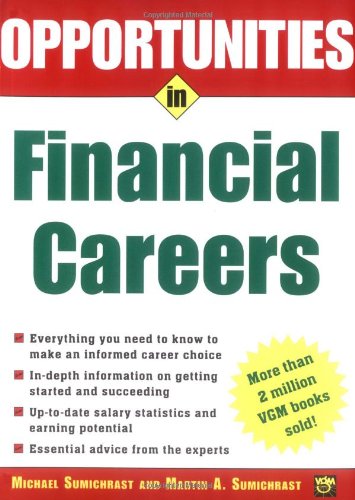 OPPORTUNITIES
in
Financial
Careers
Everything you need to know to
make an informed career choice
In-depth information on getting
started and succeeding
Up-to-date salary statistics and
earning potential
Essential advice from the experts
More than
2 million
VGM books
sold!
MICHAEL SUMICHRAST AND MARTIN A. SUMICHRAST
VGM